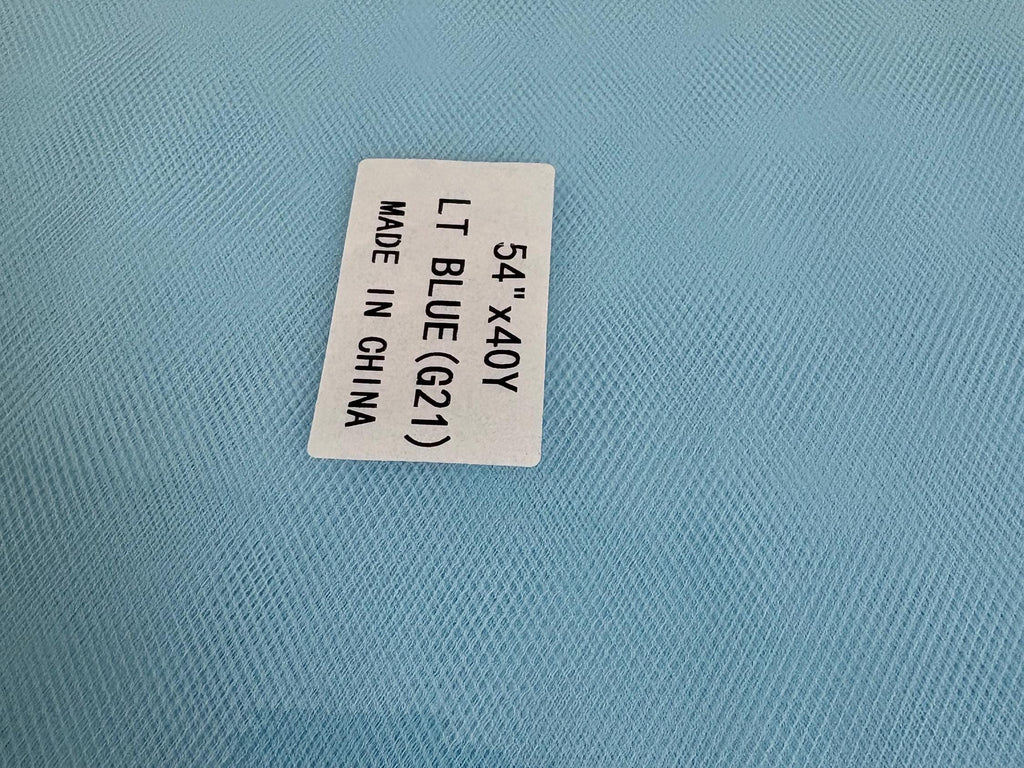 54"x40Y
LT BLUE(G21)
MADE IN CHINA